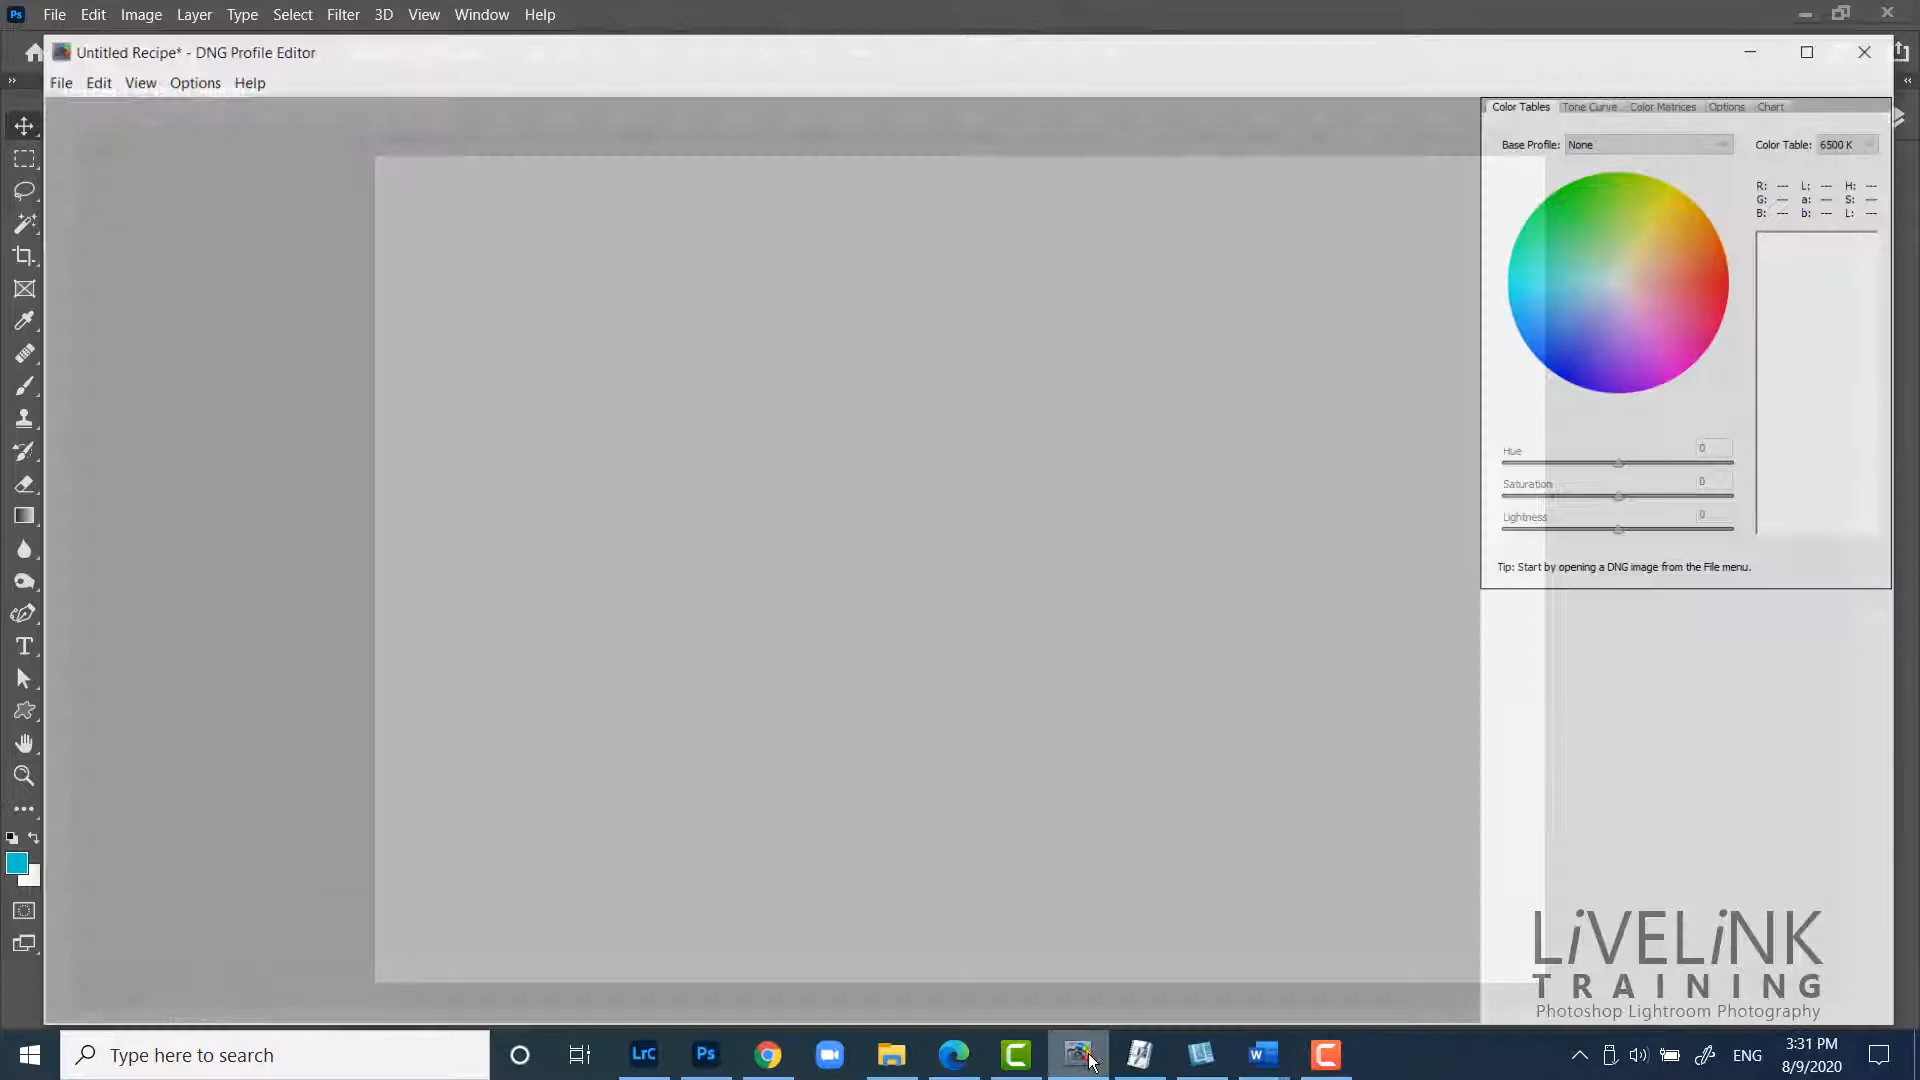 Ps File Edit Image Layer Type Select Filter 3D View Window Help
Untitled Recipe* - DNG Profile Editor
File Edit View Options Help
Color Tables Tone Curve Color Matrices Options Chart
Base Profile: None Color Table: 6500 K
R: --- L: --- H: ---
G: --- a: --- S: ---
B: --- b: --- L: ---
Hue 0
Saturation 0
Lightness 0
Tip: Start by opening a DNG image from the File menu.
LiVELiNK
TRAINING
Photoshop Lightroom Photography
Type here to search
LrC Ps W ENG
3:31 PM
8/9/2020